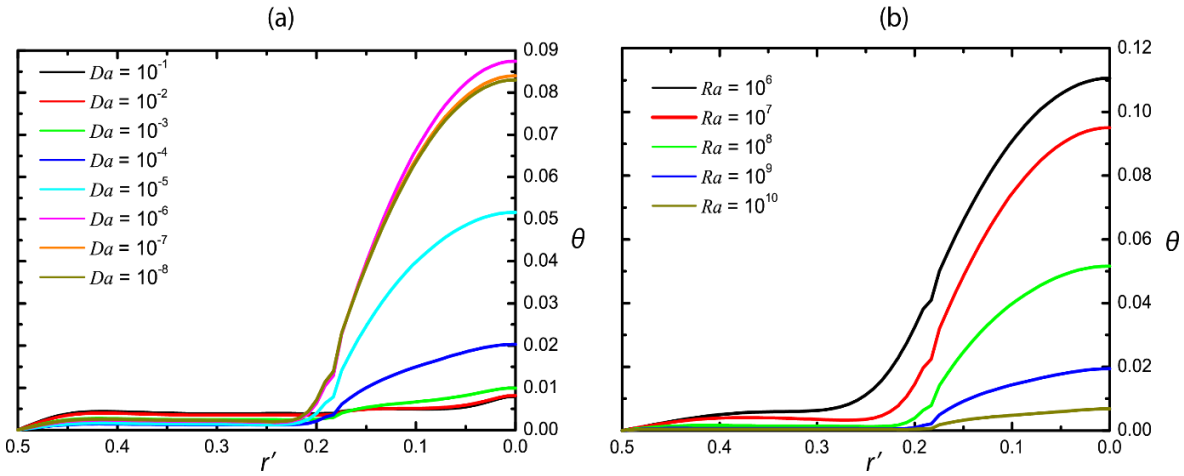 (a)
Da = 10⁻¹
Da = 10⁻²
Da = 10⁻³
Da = 10⁻⁴
Da = 10⁻⁵
Da = 10⁻⁶
Da = 10⁻⁷
Da = 10⁻⁸
0.09
0.08
0.07
0.06
0.05
0.04
0.03
0.02
0.01
0.00
θ
0.5 0.4 0.3 0.2 0.1 0.0
r′
(b)
Ra = 10⁶
Ra = 10⁷
Ra = 10⁸
Ra = 10⁹
Ra = 10¹⁰
0.12
0.10
0.08
0.06
0.04
0.02
0.00
θ
0.5 0.4 0.3 0.2 0.1 0.0
r′